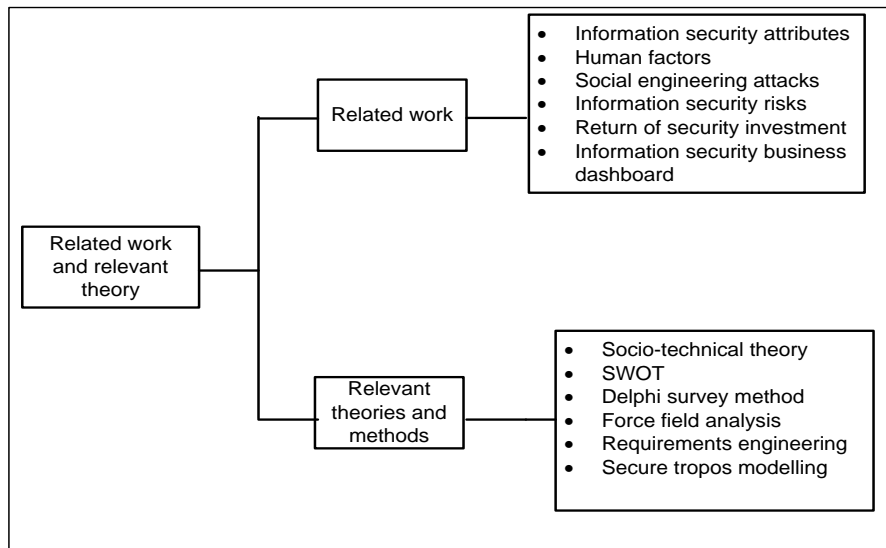 Related work
and relevant
theory
Related work
• Information security attributes
• Human factors
• Social engineering attacks
• Information security risks
• Return of security investment
• Information security business
dashboard
Relevant
theories and
methods
• Socio-technical theory
• SWOT
• Delphi survey method
• Force field analysis
• Requirements engineering
• Secure tropos modelling